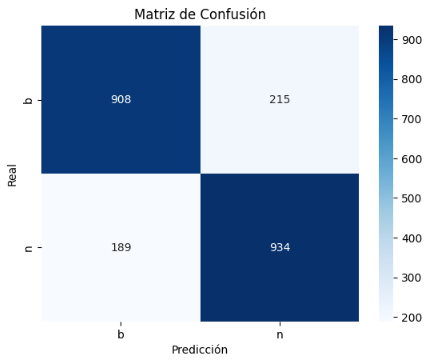 Matriz de Confusión
Real
b
908
215
n
189
934
b
n
Predicción
900
800
700
600
500
400
300
200